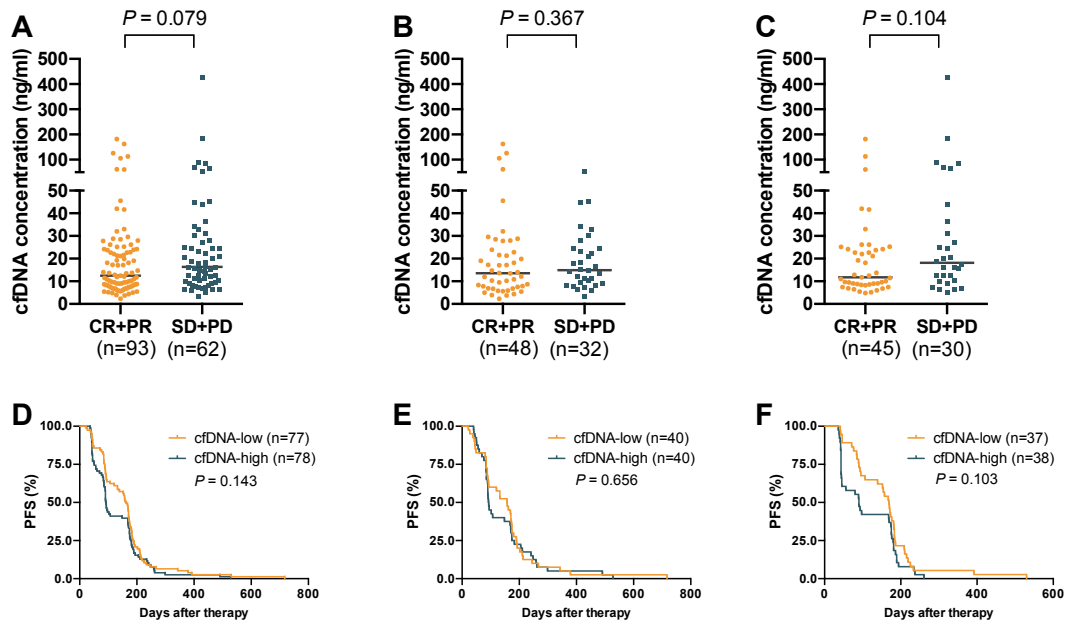 A
P = 0.079
cfDNA concentration (ng/ml)
500
400
300
200
100
50
40
30
20
10
0
CR+PR
SD+PD
(n=93)
(n=62)
B
P = 0.367
cfDNA concentration (ng/ml)
500
400
300
200
100
50
40
30
20
10
0
CR+PR
SD+PD
(n=48)
(n=32)
C
P = 0.104
cfDNA concentration (ng/ml)
500
400
300
200
100
50
40
30
20
10
0
CR+PR
SD+PD
(n=45)
(n=30)
D
PFS (%)
100.0
75.0
50.0
25.0
0.0
cfDNA-low (n=77)
cfDNA-high (n=78)
P = 0.143
0 200 400 600 800
Days after therapy
E
PFS (%)
100.0
75.0
50.0
25.0
0.0
cfDNA-low (n=40)
cfDNA-high (n=40)
P = 0.656
0 200 400 600 800
Days after therapy
F
PFS (%)
100.0
75.0
50.0
25.0
0.0
cfDNA-low (n=37)
cfDNA-high (n=38)
P = 0.103
0 200 400 600
Days after therapy